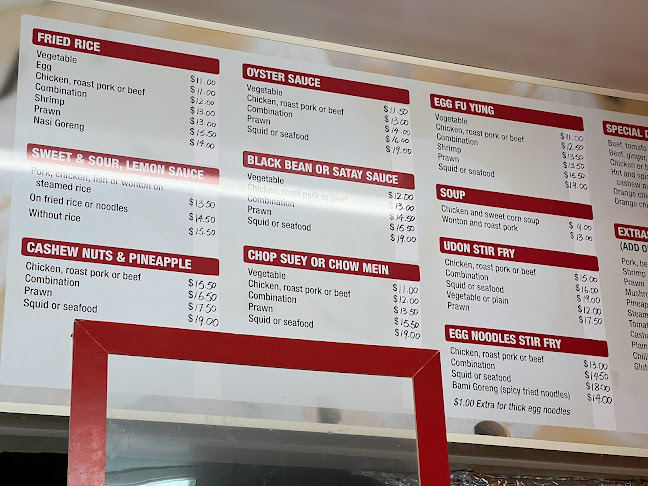 FRIED RICE
Vegetable $11.00
Egg $11.00
Chicken, roast pork or beef $12.00
Combination $13.00
Shrimp $13.00
Prawn $15.50
Nasi Goreng $14.00
SWEET & SOUR, LEMON SAUCE
Pork, chicken, fish or wonton on
steamed rice $13.50
On fried rice or noodles $14.50
Without rice $15.50
CASHEW NUTS & PINEAPPLE
Chicken, roast pork or beef $15.50
Combination $16.50
Prawn $17.50
Squid or seafood $19.00
OYSTER SAUCE
Vegetable $11.50
Chicken, roast pork or beef $13.00
Combination $14.00
Prawn $16.00
Squid or seafood $19.00
BLACK BEAN OR SATAY SAUCE
Vegetable $12.00
Chicken, roast pork or beef $13.00
Combination $14.50
Prawn $16.50
Squid or seafood $19.00
CHOP SUEY OR CHOW MEIN
Vegetable $11.00
Chicken, roast pork or beef $12.00
Combination $13.50
Prawn $15.50
Squid or seafood $19.00
EGG FU YUNG
Vegetable $11.00
Chicken, roast pork or beef $12.50
Combination $13.50
Shrimp $13.50
Prawn $16.50
Squid or seafood $19.00
SOUP
Chicken and sweet corn soup $9.00
Wonton and roast pork $13.00
UDON STIR FRY
Chicken, roast pork or beef $15.00
Combination $16.00
Squid or seafood $19.00
Vegetable or plain $12.00
Prawn $17.50
EGG NOODLES STIR FRY
Chicken, roast pork or beef $13.00
Combination $14.50
Squid or seafood $18.00
Bami Goreng (spicy fried noodles) $14.00
$1.00 Extra for thick egg noodles
SPECIAL
Beef, tomato
Beef, ginger,
Chicken or
Hot and
cashew
Orange
Orange
EXTRAS
(ADD
Pork,
Shrimp
Prawn